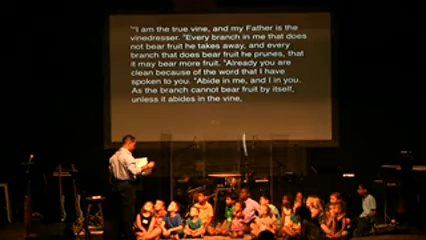 "I am the true vine, and my Father is the
vinedresser. "Every branch in me that does
not bear fruit he takes away, and every
branch that does bear fruit he prunes, that
it may bear more fruit. "Already you are
clean because of the word that I have
spoken to you. "Abide in me, and I in you.
As the branch cannot bear fruit by itself,
unless it abides in the vine,